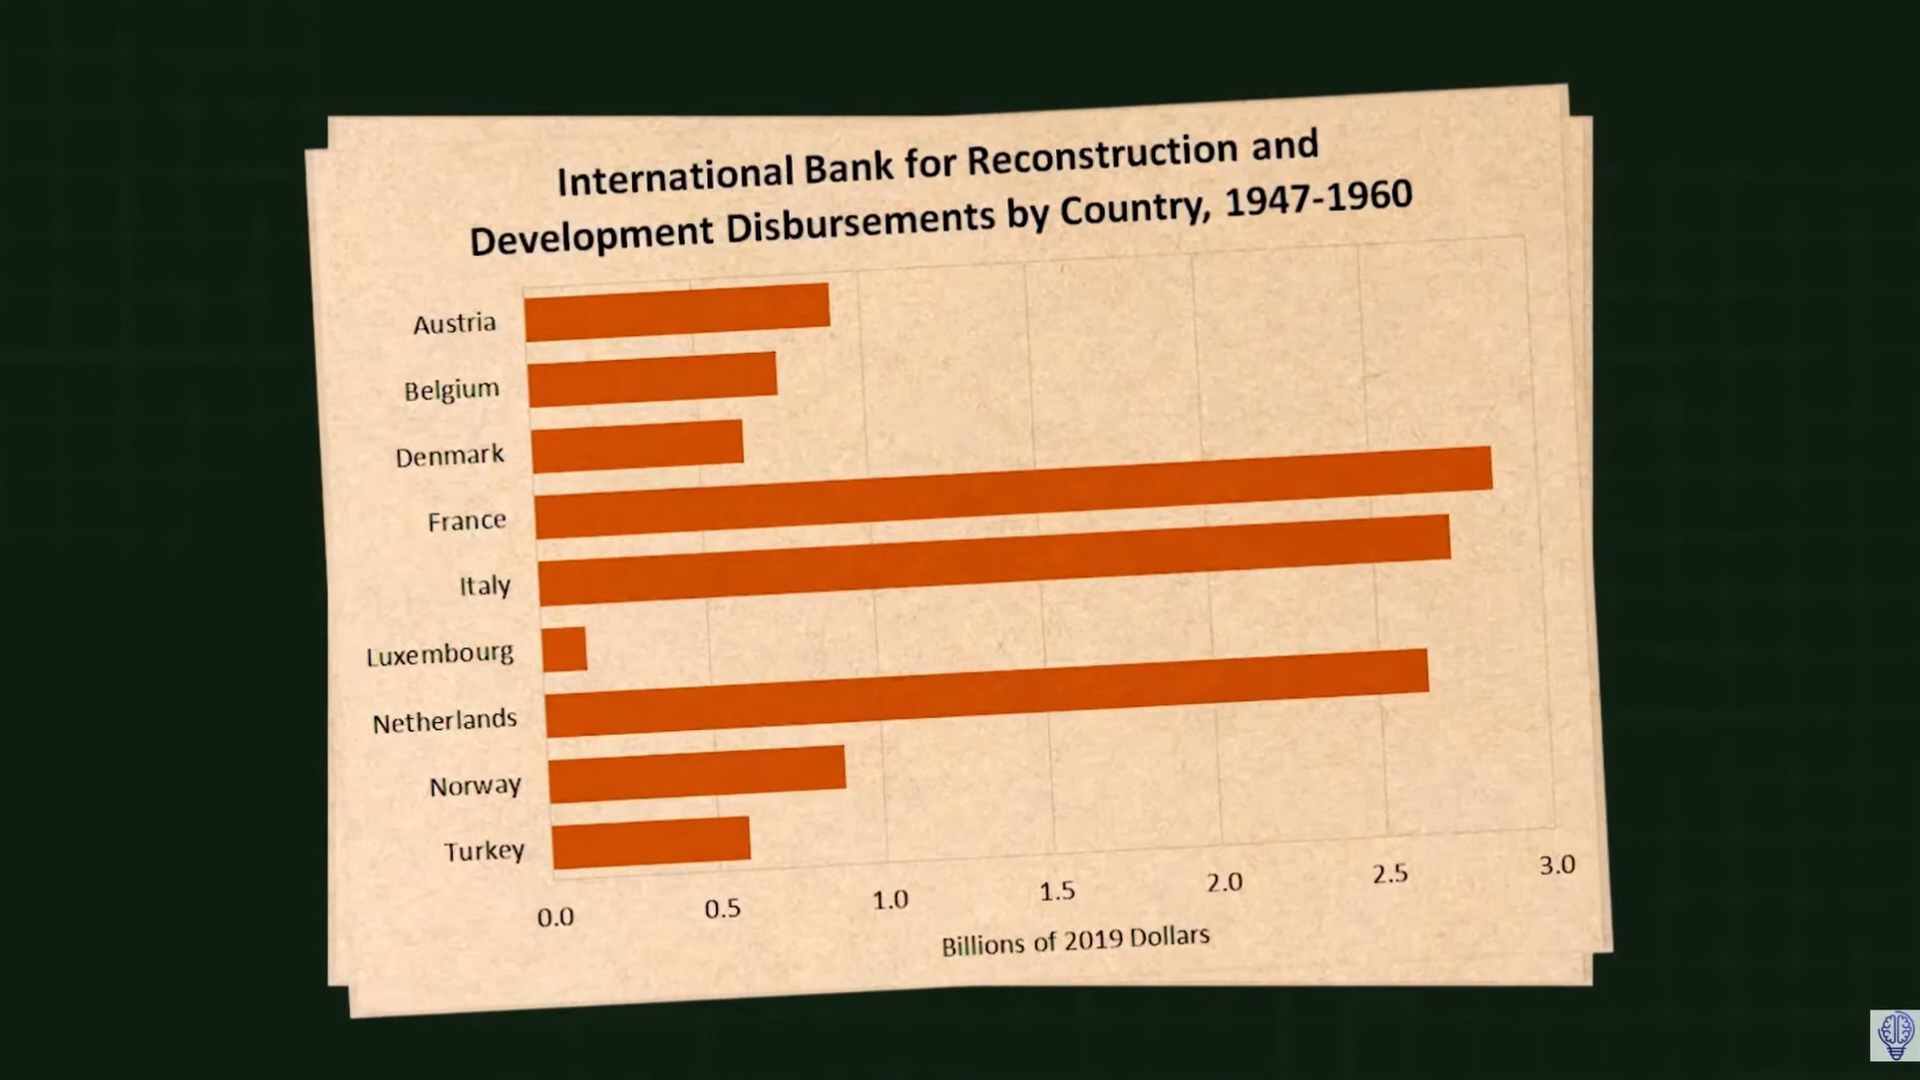 International Bank for Reconstruction and
Development Disbursements by Country, 1947-1960
Austria
Belgium
Denmark
France
Italy
Luxembourg
Netherlands
Norway
Turkey
0.0 0.5 1.0 1.5 2.0 2.5 3.0
Billions of 2019 Dollars